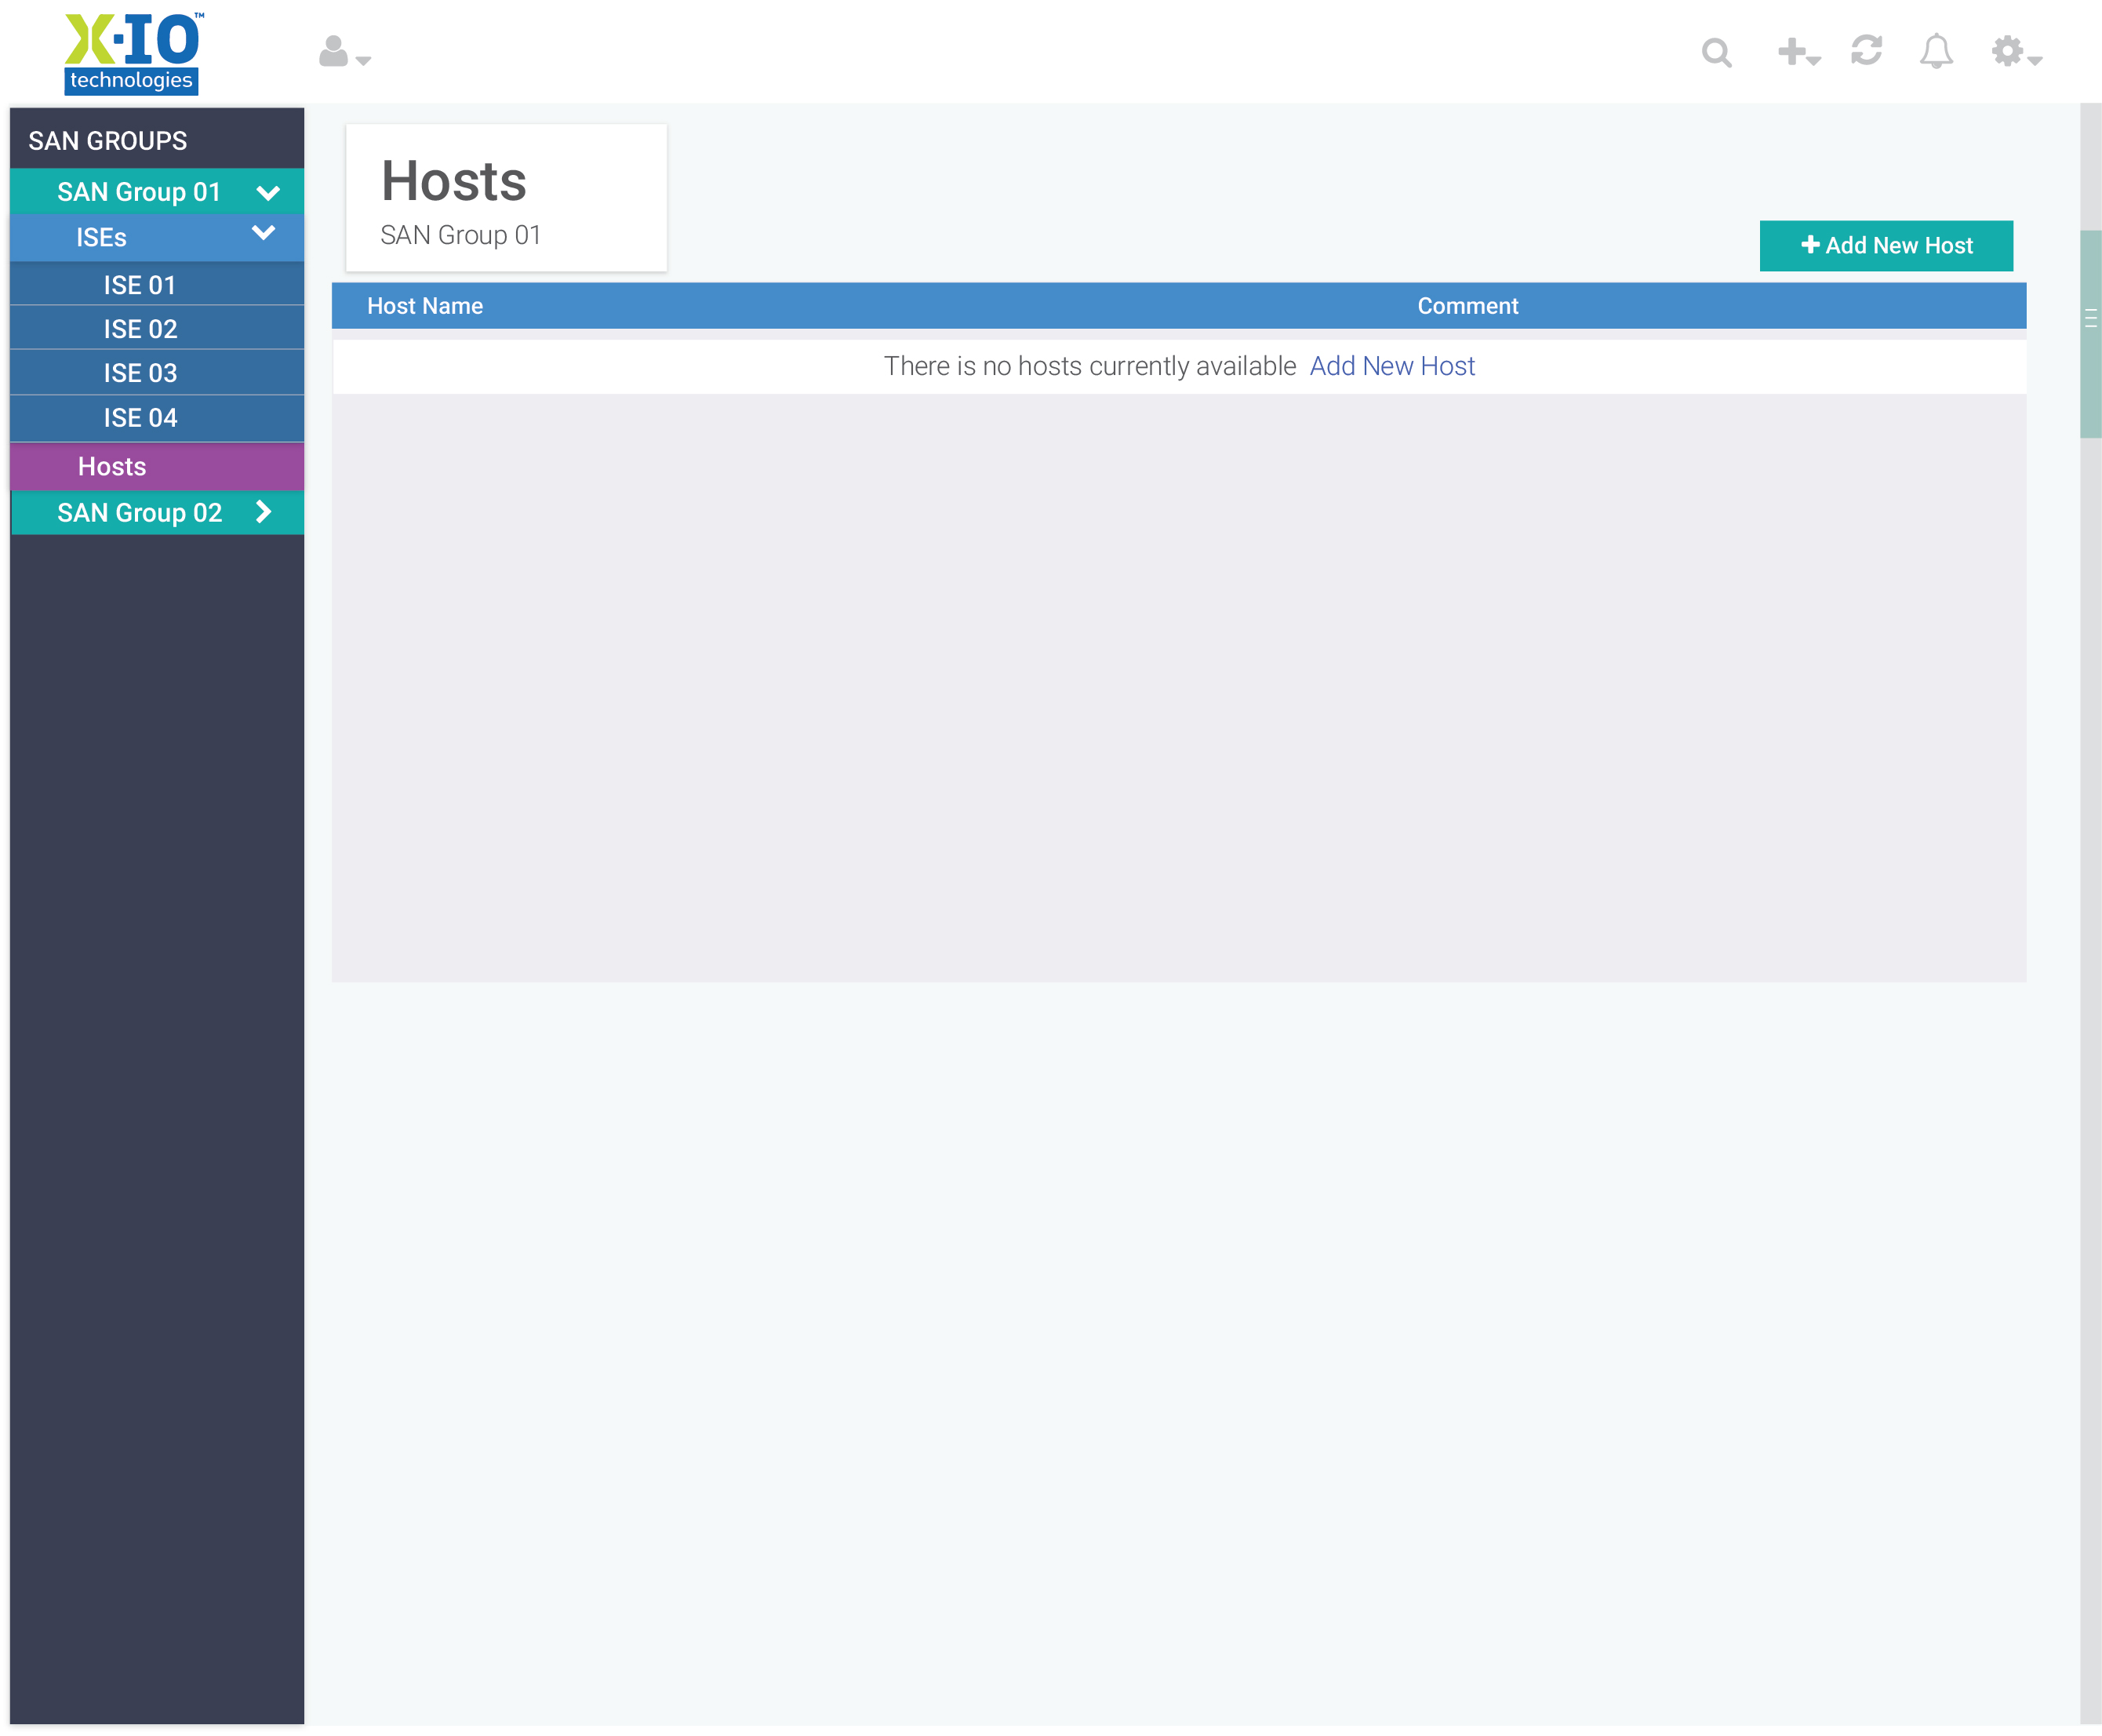 X-IO™
technologies
SAN GROUPS
SAN Group 01
ISEs
ISE 01
ISE 02
ISE 03
ISE 04
Hosts
SAN Group 02
Hosts
SAN Group 01
Add New Host
Host Name Comment
There is no hosts currently available Add New Host